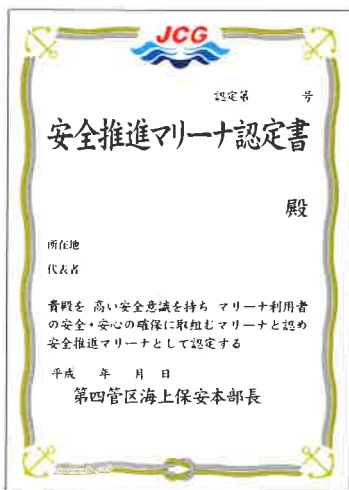 JCG
認定第 号
安全推進マリーナ認定書
殿
所在地
代表者
貴殿を 高い安全意識を持ち マリーナ利用者
の安全・安心の確保に取組むマリーナと認め
安全推進マリーナとして認定する
平成 年 月 日
第四管区海上保安本部長